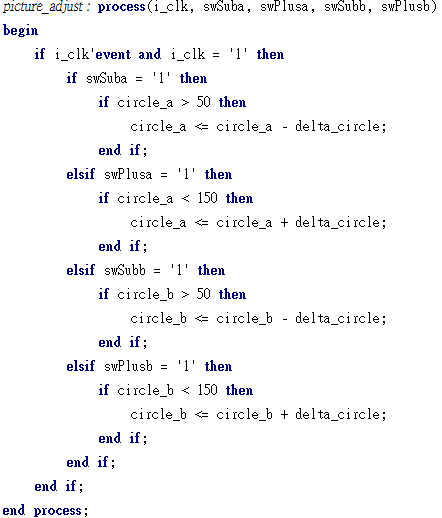 picture_adjust: process(i_clk, swSuba, swPlusa, swSubb, swPlusb)
begin
    if i_clk'event and i_clk = '1' then
        if swSuba = '1' then
            if circle_a > 50 then
                circle_a <= circle_a - delta_circle;
            end if;
        elsif swPlusa = '1' then
            if circle_a < 150 then
                circle_a <= circle_a + delta_circle;
            end if;
        elsif swSubb = '1' then
            if circle_b > 50 then
                circle_b <= circle_b - delta_circle;
            end if;
        elsif swPlusb = '1' then
            if circle_b < 150 then
                circle_b <= circle_b + delta_circle;
            end if;
        end if;
    end if;
end process;